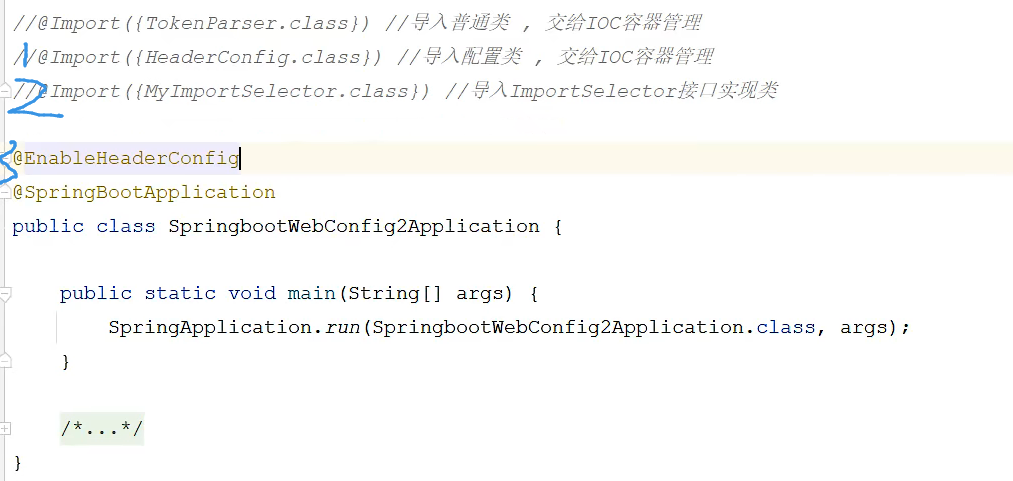 //@Import({TokenParser.class}) //导入普通类 , 交给IOC容器管理
1 //@Import({HeaderConfig.class}) //导入配置类 , 交给IOC容器管理
2 //@Import({MyImportSelector.class}) //导入ImportSelector接口实现类
3 @EnableHeaderConfig
@SpringBootApplication
public class SpringbootWebConfig2Application {
public static void main(String[] args) {
SpringApplication.run(SpringbootWebConfig2Application.class, args);
}
/*...*/
}